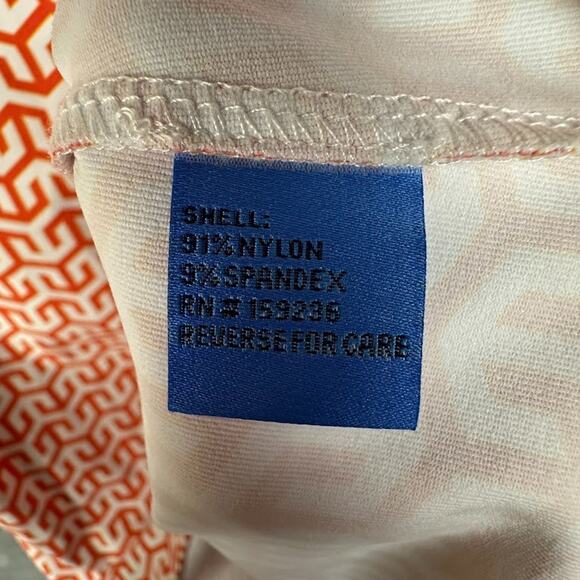 SHELL:
91% NYLON
9% SPANDEX
RN # 159236
REVERSE FOR CARE